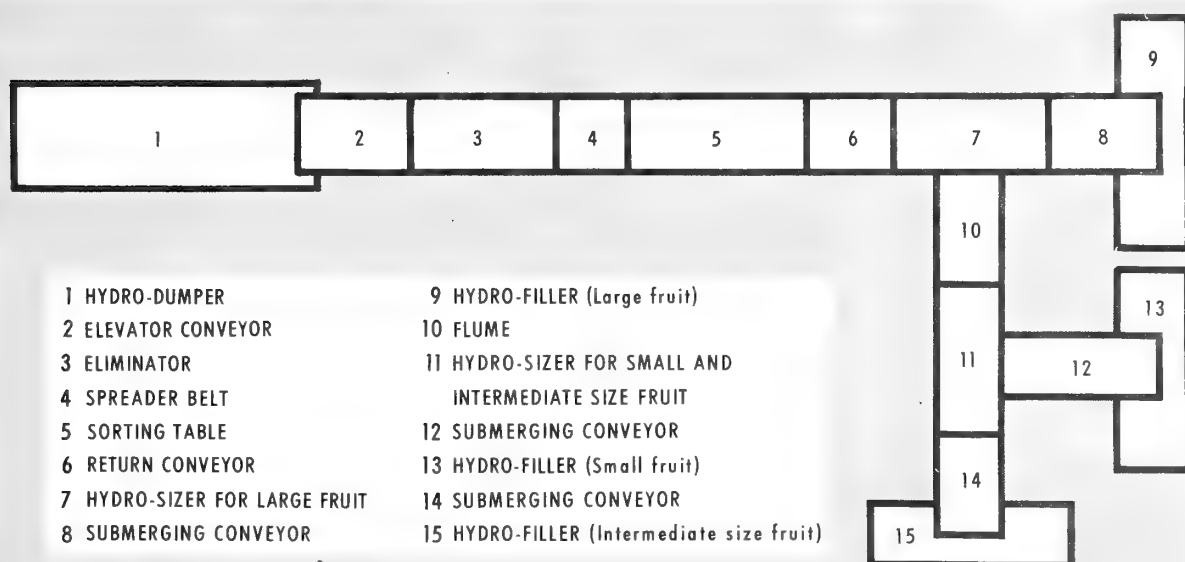 1
2
3
4
5
6
7
8
9
10
11
12
13
14
15
1 HYDRO-DUMPER
2 ELEVATOR CONVEYOR
3 ELIMINATOR
4 SPREADER BELT
5 SORTING TABLE
6 RETURN CONVEYOR
7 HYDRO-SIZER FOR LARGE FRUIT
8 SUBMERGING CONVEYOR
9 HYDRO-FILLER (Large fruit)
10 FLUME
11 HYDRO-SIZER FOR SMALL AND
INTERMEDIATE SIZE FRUIT
12 SUBMERGING CONVEYOR
13 HYDRO-FILLER (Small fruit)
14 SUBMERGING CONVEYOR
15 HYDRO-FILLER (Intermediate size fruit)